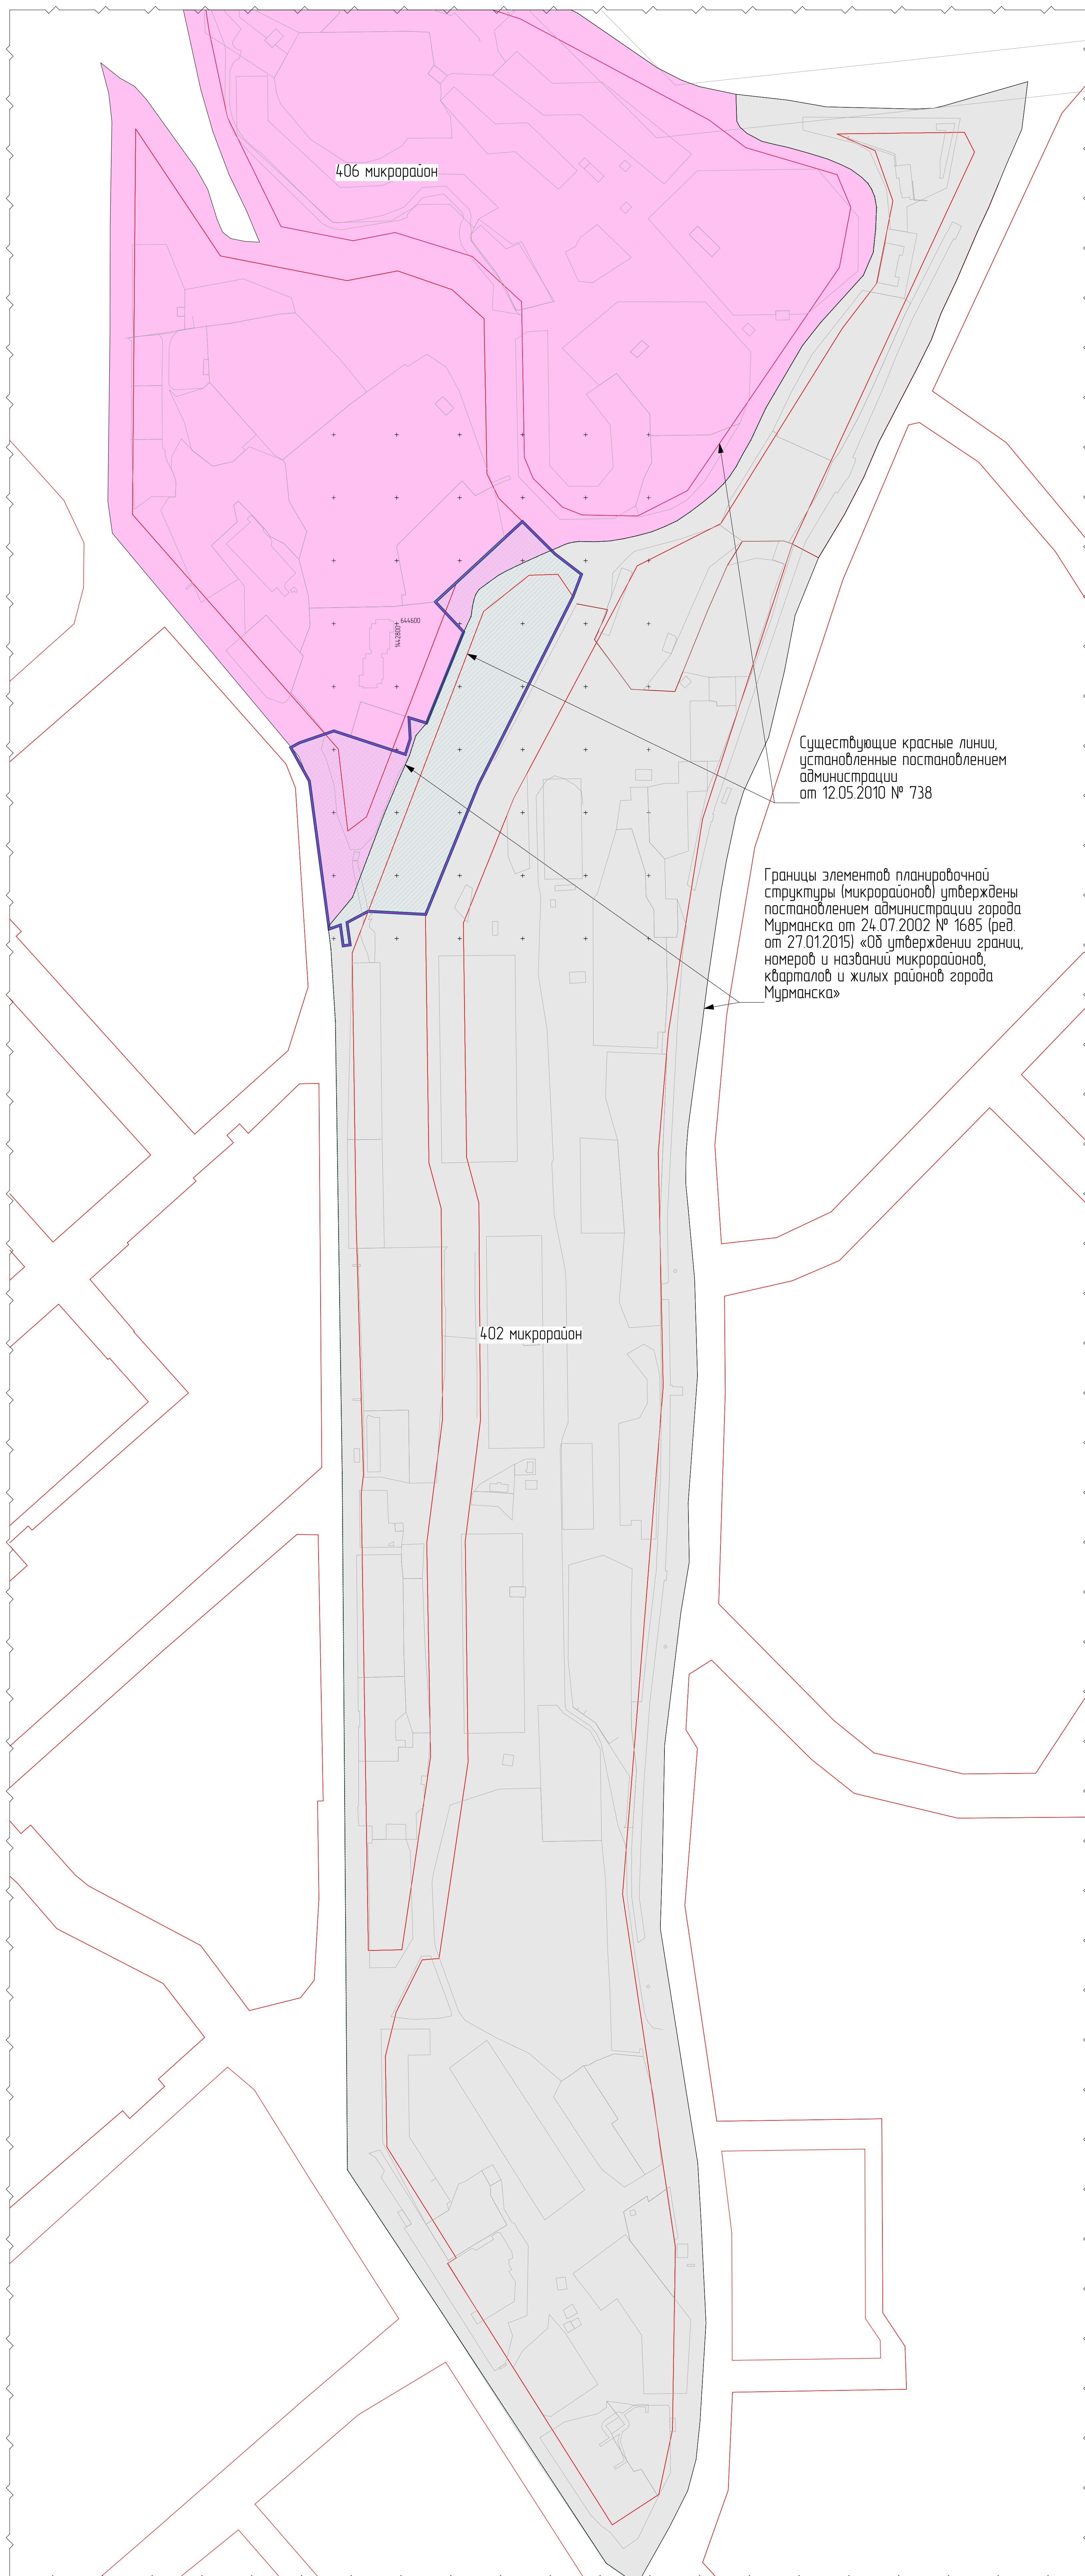 406 микрорайон
644600
1442800
Существующие красные линии,
установленные постановлением
администрации
от 12.05.2010 № 738
Границы элементов планировочной
структуры (микрорайонов) утверждены
постановлением администрации города
Мурманска от 24.07.2002 № 1685 (ред.
от 27.01.2015) «Об утверждении границ,
номеров и названий микрорайонов,
кварталов и жилых районов города
Мурманска»
402 микрорайон